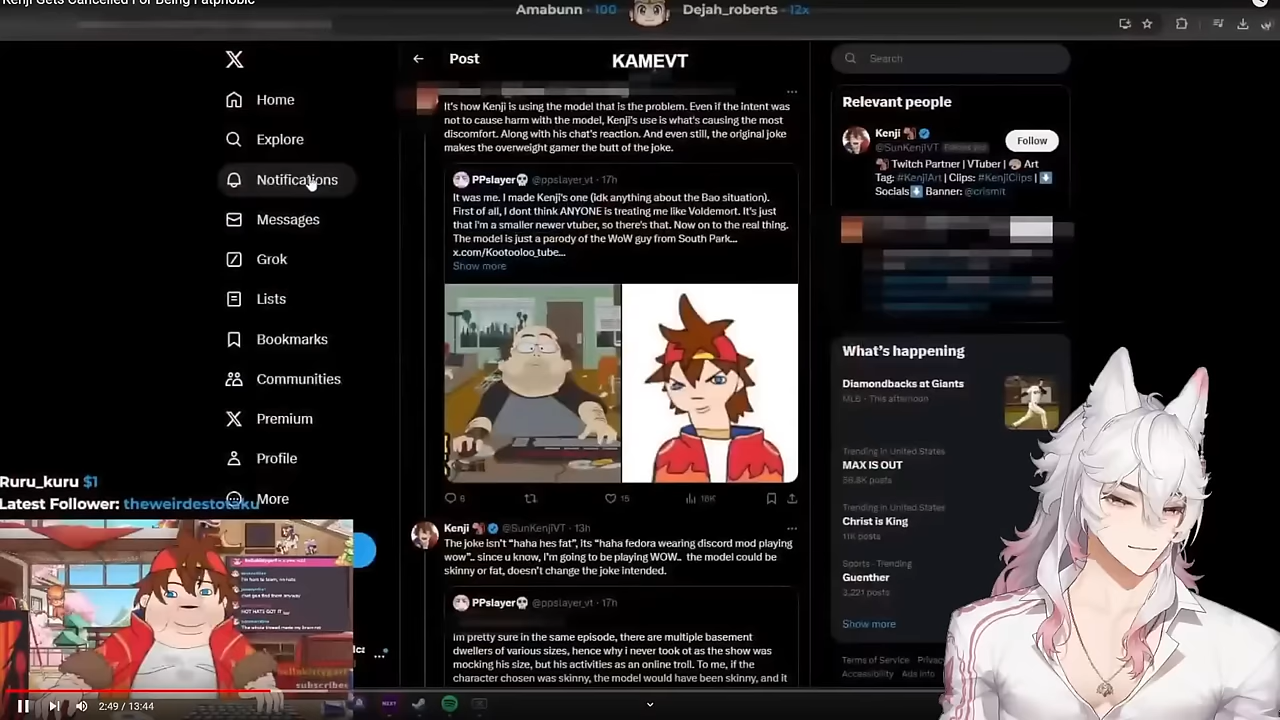 Kenji Gets Cancelled For Being Fatphobic
Amabunn - 100
Dejah_roberts - 12x
Home
Explore
Notifications
Messages
Grok
Lists
Bookmarks
Communities
Premium
Profile
More
Post
KAMEVT
It's how Kenji is using the model that is the problem. Even if the intent was
not to cause harm with the model, Kenji's use is what's causing the most
discomfort. Along with his chat's reaction. And even still, the original joke
makes the overweight gamer the butt of the joke.
PPslayer @ppslayer_vt · 17h
It was me. I made Kenji's one (idk anything about the Bao situation).
First of all, I dont think ANYONE is treating me like Voldemort. It's just
that i'm a smaller newer vtuber, so there's that. Now on to the real thing.
The model is just a parody of the WoW guy from South Park...
x.com/Kootooloo_tube...
Show more
6
15
16K
Kenji @SunKenjiVT · 13h
The joke isn't "haha hes fat", its "haha fedora wearing discord mod playing
wow".. since u know, I'm going to be playing WOW.. the model could be
skinny or fat, doesn't change the joke intended.
PPslayer @ppslayer_vt · 17h
im pretty sure in the same episode, there are multiple basement
dwellers of various sizes, hence why i never took ot as the show was
mocking his size, but his activities as an online troll. To me, if the
character chosen was skinny, the model would have been skinny, and it
Search
Relevant people
Kenji
@SunKenjiVT Follows you
Follow
Twitch Partner | VTuber | Art
Tag: #KenjiArt | Clips: #KenjiClips |
Socials Banner: @crismit
What's happening
Diamondbacks at Giants
MLB · This afternoon
Trending in United States
MAX IS OUT
56.8K posts
Trending in United States
Christ is King
11K posts
Sports · Trending
Guenther
3,221 posts
Show more
Terms of Service
Accessibility Ads info
Ruru_kuru $1
Latest Follower: theweirdestotaku
HOT HATS GOT IT
hellokittygart
subscribes
2:49 / 13:44
NEXT